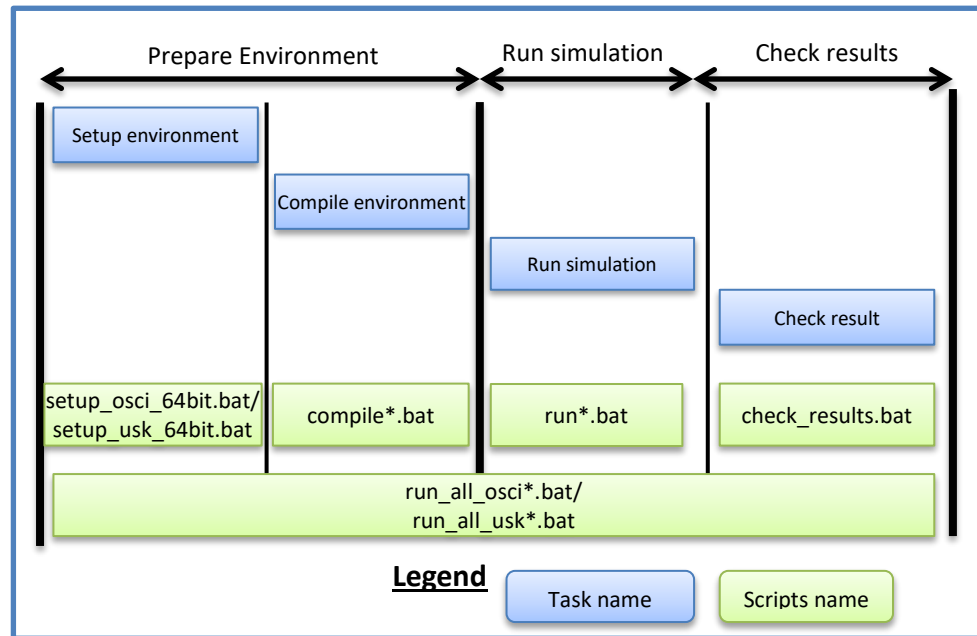 Prepare Environment
Run simulation
Check results
Setup environment
Compile environment
Run simulation
Check result
setup_osci_64bit.bat/
setup_usk_64bit.bat
compile*.bat
run*.bat
check_results.bat
run_all_osci*.bat/
run_all_usk*.bat
Legend
Task name
Scripts name